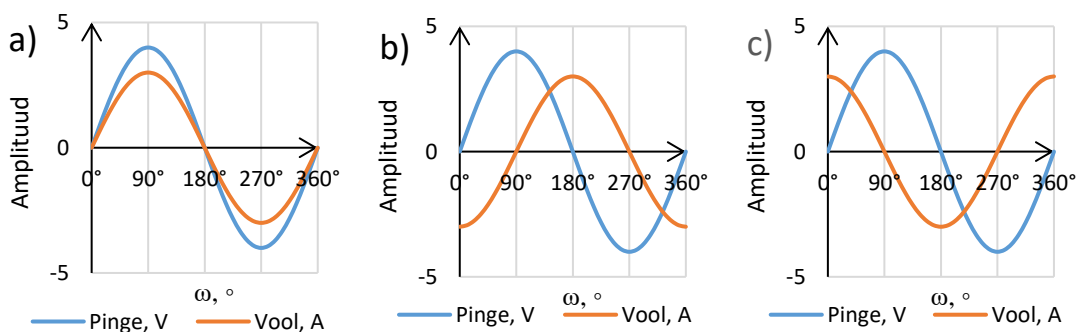 a)
5
0
-5
Amplituud
0° 90° 180° 270° 360°
ω, °
Pinge, V Vool, A
b)
5
0
-5
Amplituud
0° 90° 180° 270° 360°
ω, °
Pinge, V Vool, A
c)
5
0
-5
Amplituud
0° 90° 180° 270° 360°
ω, °
Pinge, V Vool, A